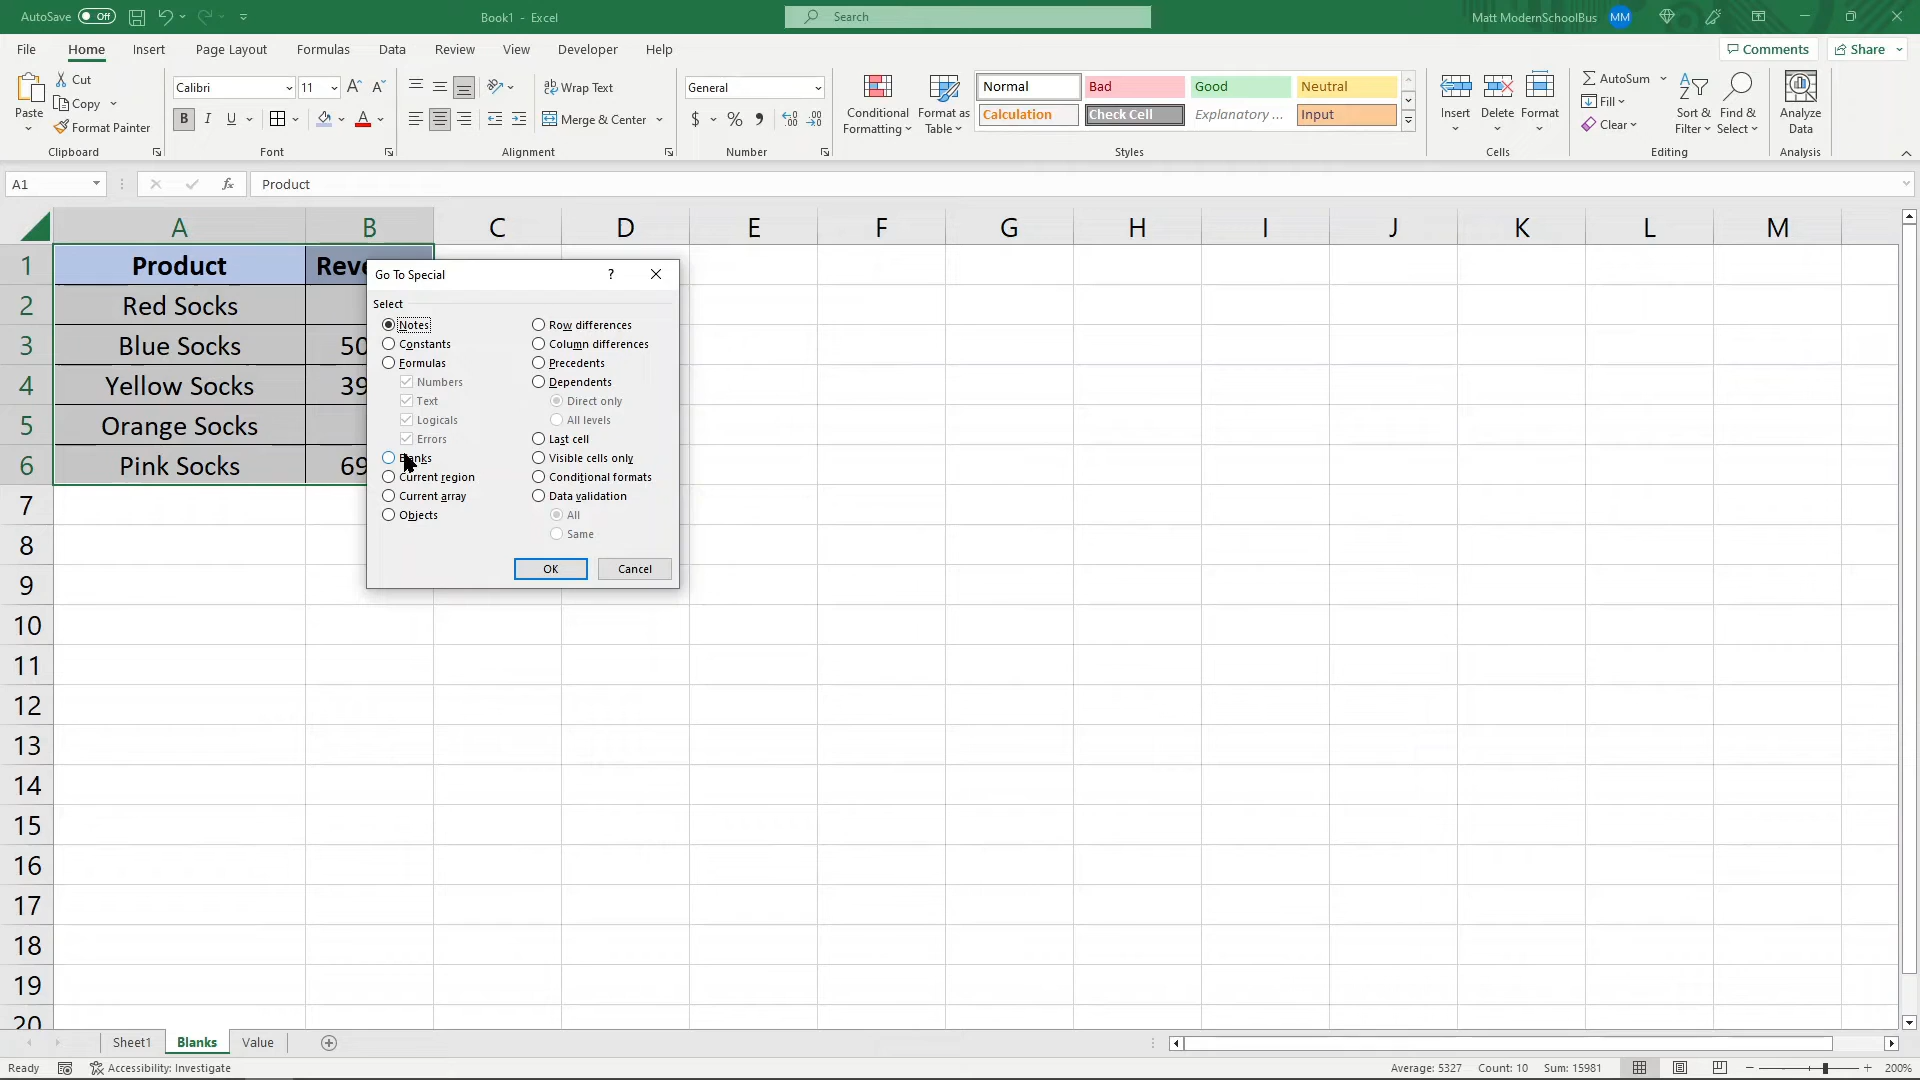 AutoSave Off Book1 - Excel Search Matt ModernSchoolBus MM
File Home Insert Page Layout Formulas Data Review View Developer Help Comments Share
Paste Cut Copy Format Painter Clipboard
Calibri 11 B I U A Font
Wrap Text Merge & Center Alignment
General $ % Number
Conditional Formatting Format as Table
Normal Bad Good Neutral
Calculation Check Cell Explanatory ... Input
Styles
Insert Delete Format Cells
AutoSum Fill Clear Sort & Filter Find & Select Editing
Analyze Data Analysis
A1 fx Product
A B C D E F G H I J K L M
1 Product Reve
2 Red Socks
3 Blue Socks 50
4 Yellow Socks 39
5 Orange Socks
6 Pink Socks 69
7
8
9
10
11
12
13
14
15
16
17
18
19
20
Go To Special ?
Select
Notes Row differences
Constants Column differences
Formulas Precedents
Numbers Dependents
Text Direct only
Logicals All levels
Errors Last cell
Blanks Visible cells only
Current region Conditional formats
Current array Data validation
Objects All
Same
OK Cancel
Sheet1 Blanks Value
Ready Accessibility: Investigate Average: 5327 Count: 10 Sum: 15981 200%